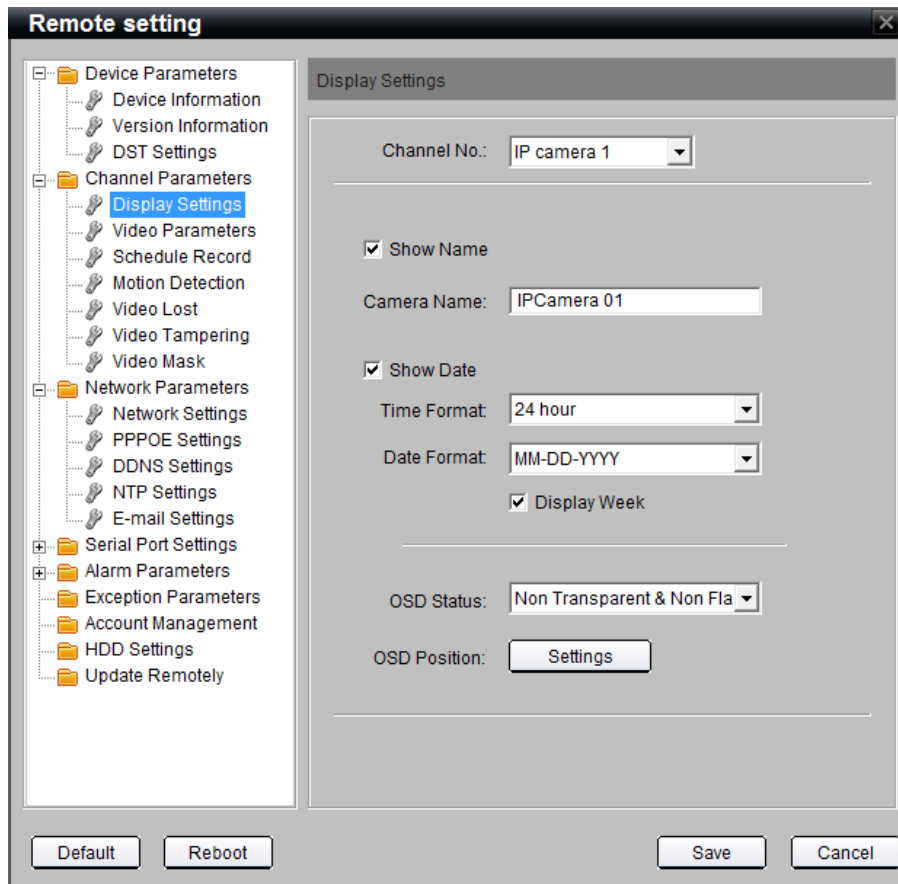 Remote setting
Device Parameters
Device Information
Version Information
DST Settings
Channel Parameters
Display Settings
Video Parameters
Schedule Record
Motion Detection
Video Lost
Video Tampering
Video Mask
Network Parameters
Network Settings
PPPOE Settings
DDNS Settings
NTP Settings
E-mail Settings
Serial Port Settings
Alarm Parameters
Exception Parameters
Account Management
HDD Settings
Update Remotely
Display Settings
Channel No.: IP camera 1
Show Name
Camera Name: IPCamera 01
Show Date
Time Format: 24 hour
Date Format: MM-DD-YYYY
Display Week
OSD Status: Non Transparent & Non Fla
OSD Position: Settings
Default Reboot Save Cancel